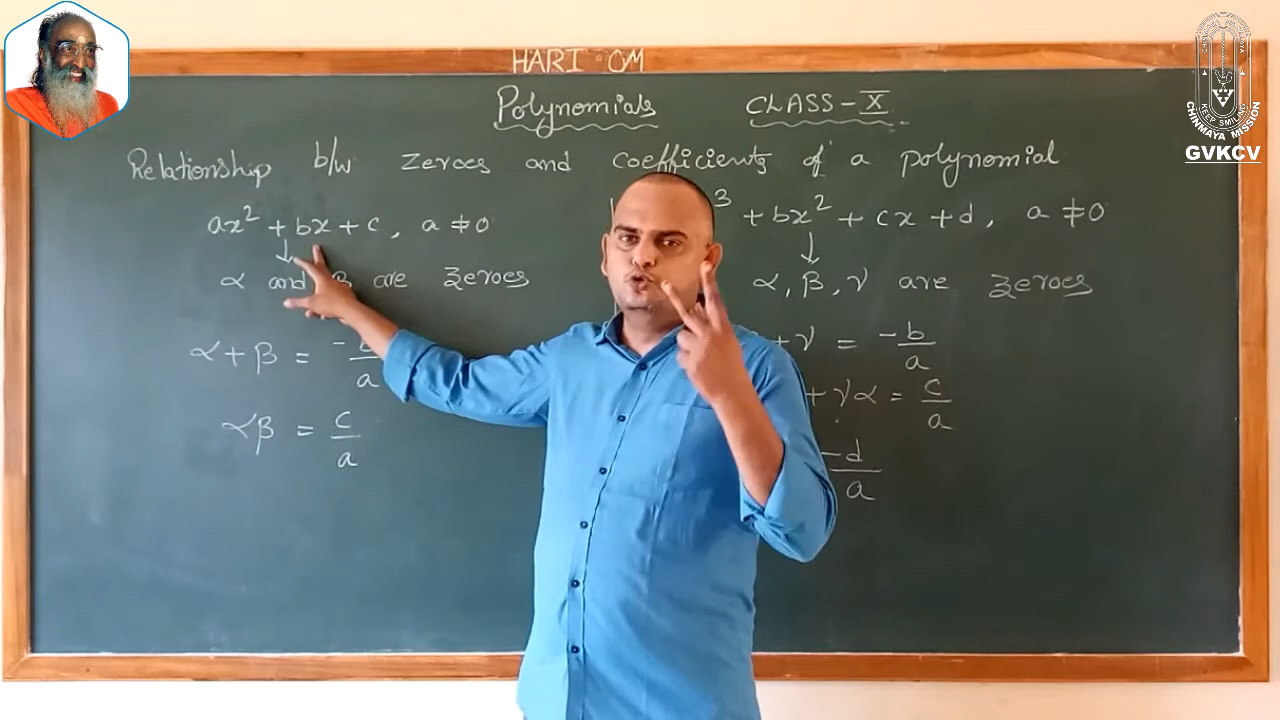 HARI OM
Polynomials CLASS - X
Relationship b/w zeroes and coefficients of a polynomial
ax² + bx + c, a ≠ 0
α and β are zeroes
α + β = -b/a
αβ = c/a
³ + bx² + cx + d, a ≠ 0
α, β, γ are zeroes
+ γ = -b/a
+ γα = c/a
-d/a
KEEP SMILING
CHINMAYA MISSION
GVKCV